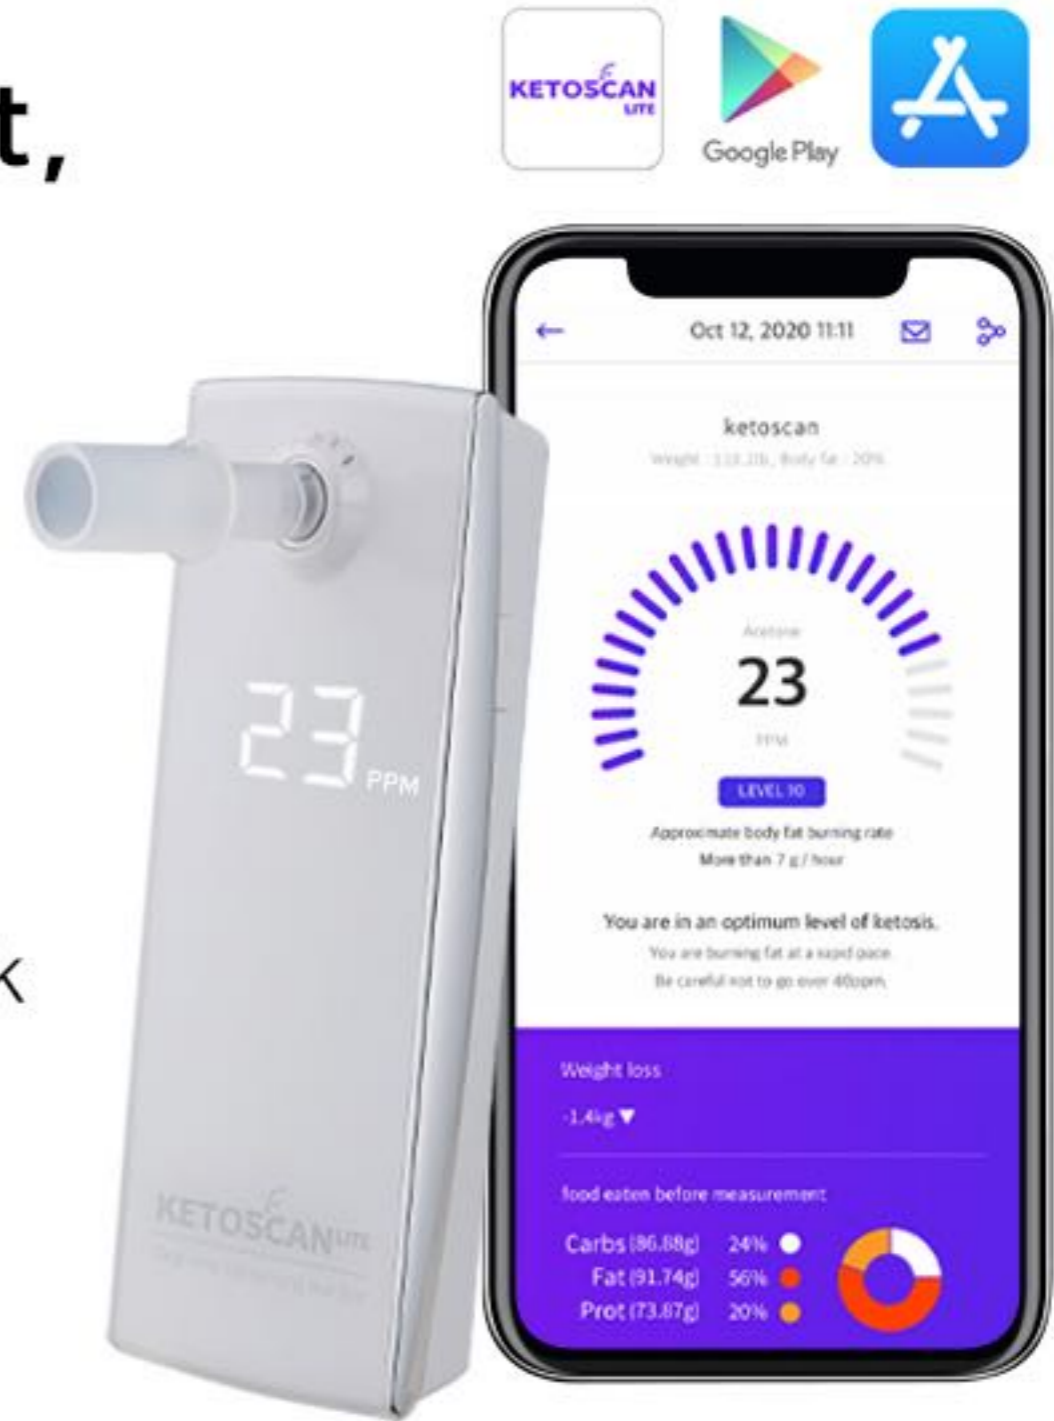 KETOSCAN
LITE
Google Play
t,
Oct 12, 2020 11:11
ketoscan
Body fat : 20%
Acetone
23
PPM
LEVEL 10
Approximate body fat burning rate
More than 7 g / hour
You are in an optimum level of ketosis.
You are burning fat at a rapid pace.
Be careful not to go over 40ppm.
Weight loss
-1.4kg ▼
food eaten before measurement
Carbs (86.88g) 24%
Fat (91.74g) 56%
Prot (73.87g) 20%
23 PPM
K
KETOSCAN LITE